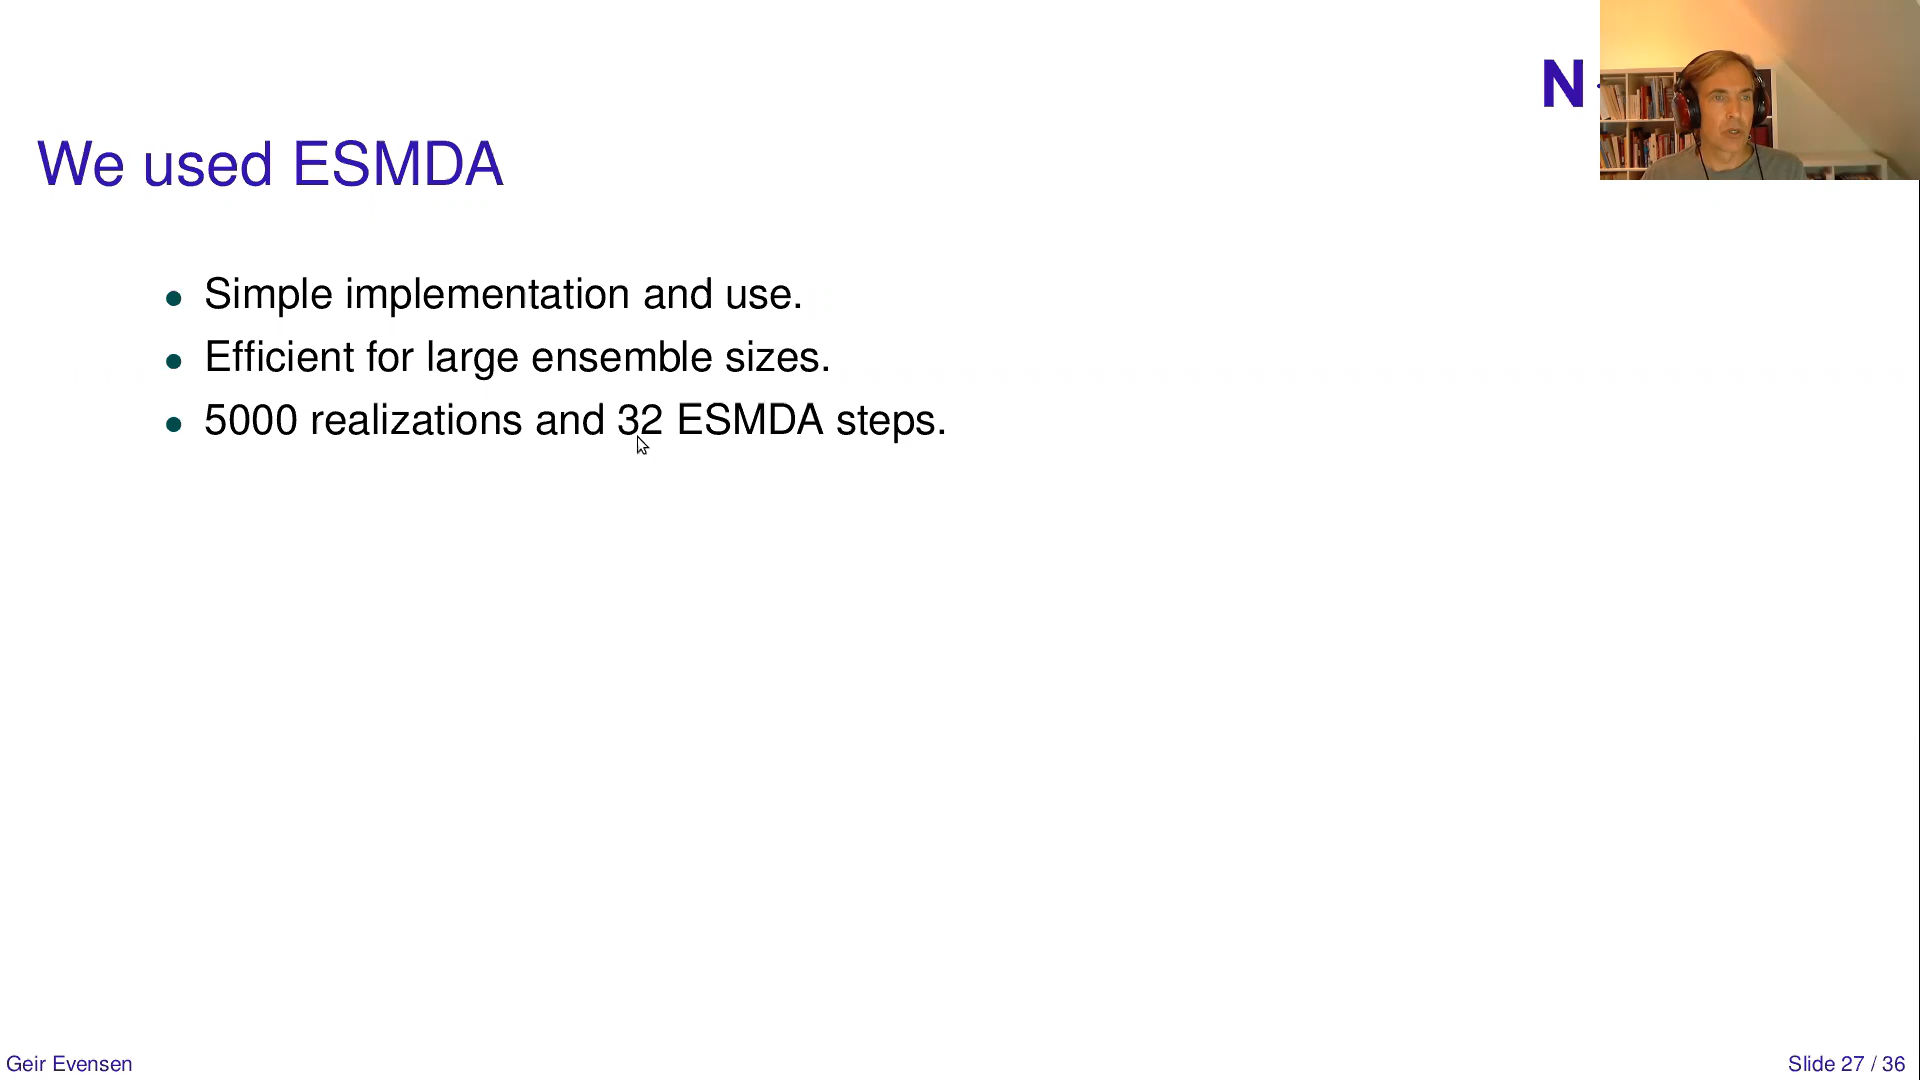 N
We used ESMDA
• Simple implementation and use.
• Efficient for large ensemble sizes.
• 5000 realizations and 32 ESMDA steps.
Geir Evensen
Slide 27 / 36